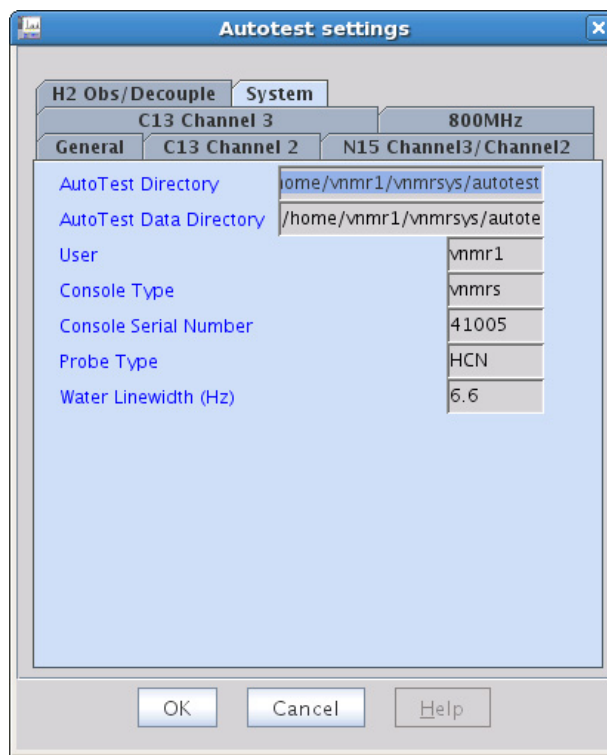 Autotest settings
H2 Obs/Decouple System
C13 Channel 3 800MHz
General C13 Channel 2 N15 Channel3/Channel2
AutoTest Directory ome/vnmr1/vnmrsys/autotest
AutoTest Data Directory /home/vnmr1/vnmrsys/autote
User vnmr1
Console Type vnmrs
Console Serial Number 41005
Probe Type HCN
Water Linewidth (Hz) 6.6
OK Cancel Help